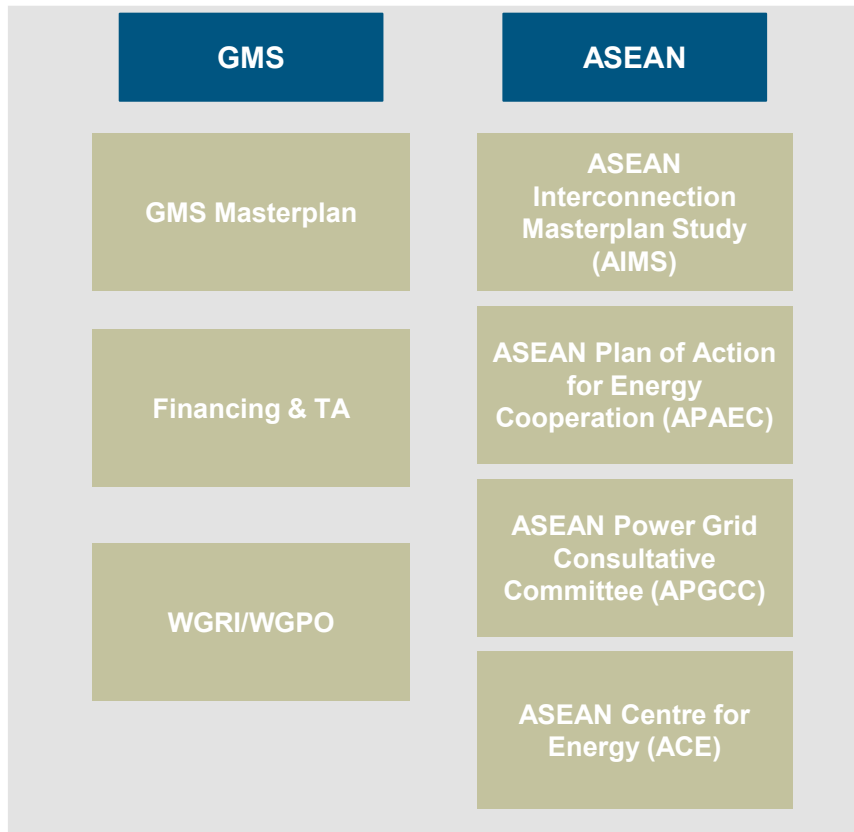 GMS
GMS Masterplan
Financing & TA
WGRI/WGPO
ASEAN
ASEAN
Interconnection
Masterplan Study
(AIMS)
ASEAN Plan of Action
for Energy
Cooperation (APAEC)
ASEAN Power Grid
Consultative
Committee (APGCC)
ASEAN Centre for
Energy (ACE)